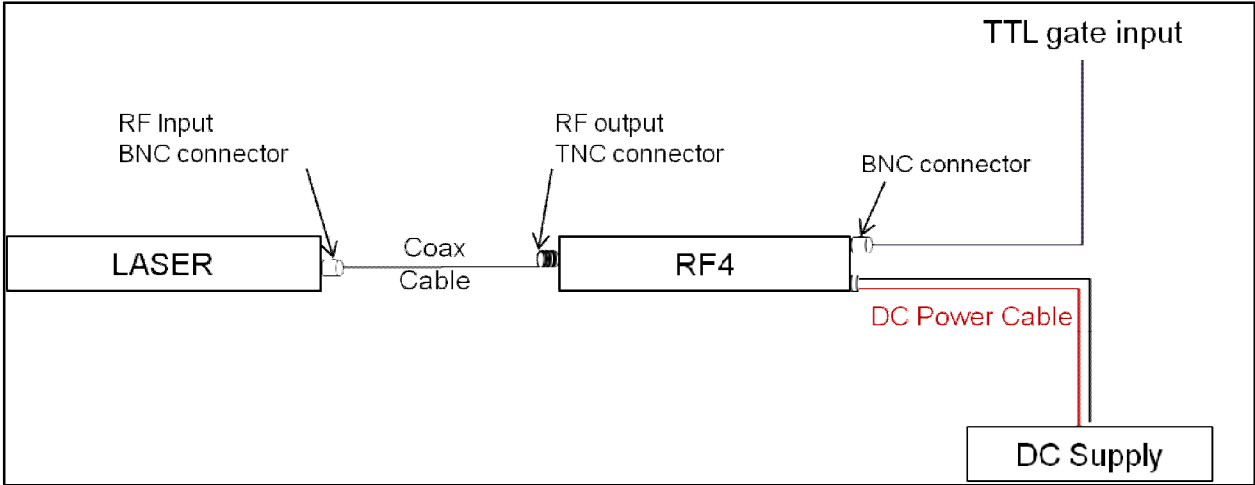 TTL gate input
RF Input
BNC connector
RF output
TNC connector
BNC connector
LASER
Coax
Cable
RF4
DC Power Cable
DC Supply